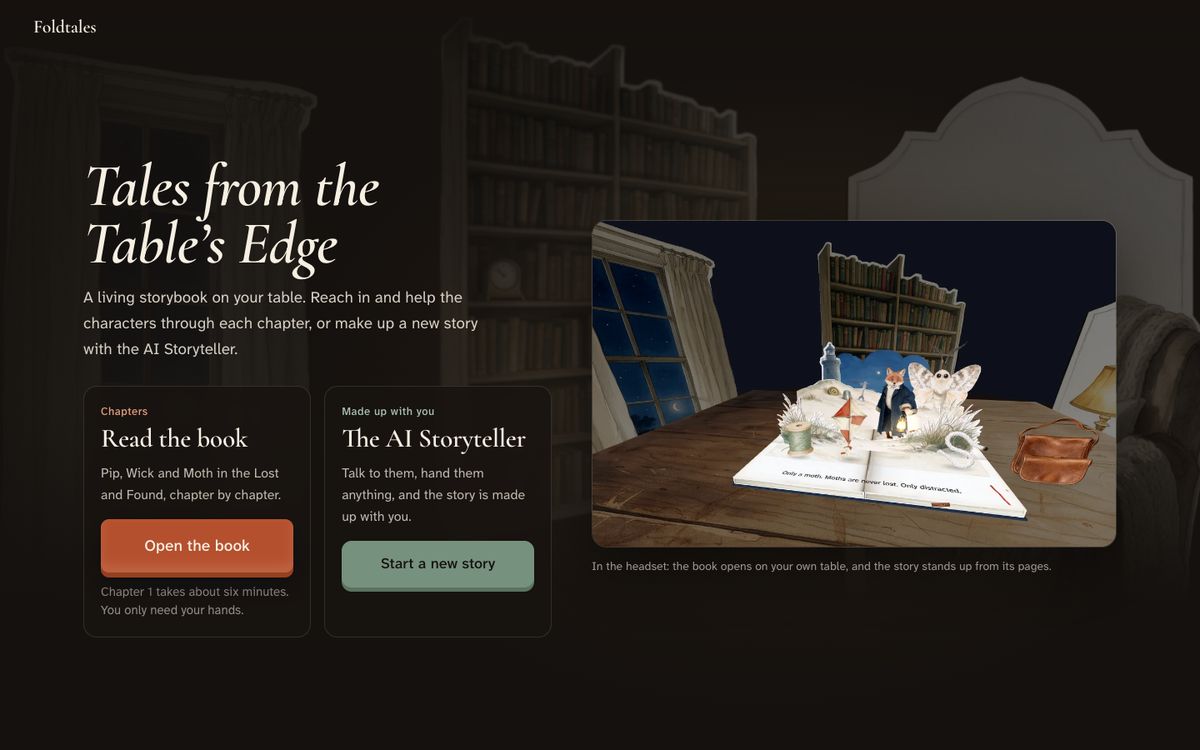 Foldtales
Tales from the
Table’s Edge
A living storybook on your table. Reach in and help the
characters through each chapter, or make up a new story
with the AI Storyteller.
Chapters
Read the book
Pip, Wick and Moth in the Lost
and Found, chapter by chapter.
Open the book
Chapter 1 takes about six minutes.
You only need your hands.
Made up with you
The AI Storyteller
Talk to them, hand them
anything, and the story is made
up with you.
Start a new story
Only a moth. Moths are never lost. Only distracted.
In the headset: the book opens on your own table, and the story stands up from its pages.